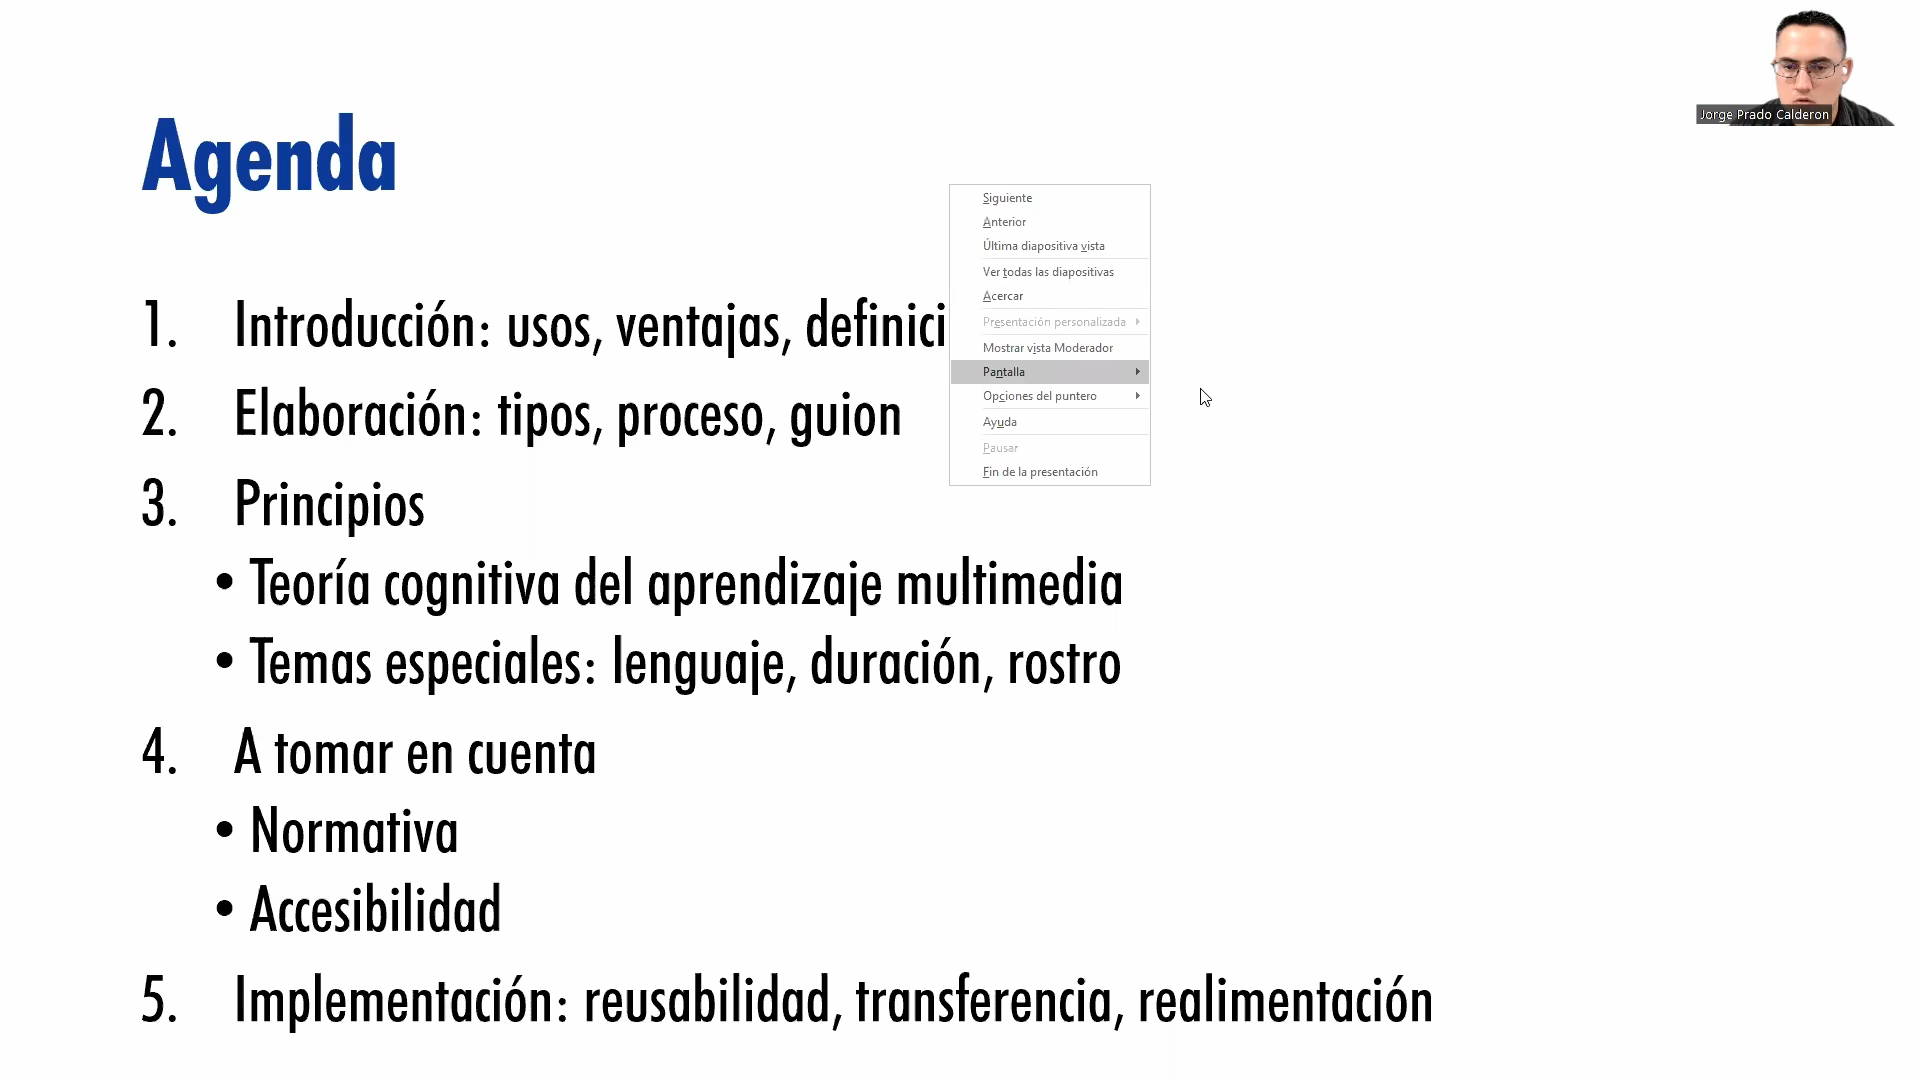 Jorge Prado Calderon
Agenda
1. Introducción: usos, ventajas,
2. Elaboración: tipos, proceso, guion
3. Principios
• Teoría cognitiva del aprendizaje multimedia
• Temas especiales: lenguaje, duración, rostro
4. A tomar en cuenta
• Normativa
• Accesibilidad
5. Implementación: reusabilidad, transferencia, realimentación
Siguiente
Anterior
Última diapositiva vista
Ver todas las diapositivas
Acercar
Presentación personalizada
Mostrar vista Moderador
Pantalla
Opciones del puntero
Ayuda
Pausar
Fin de la presentación